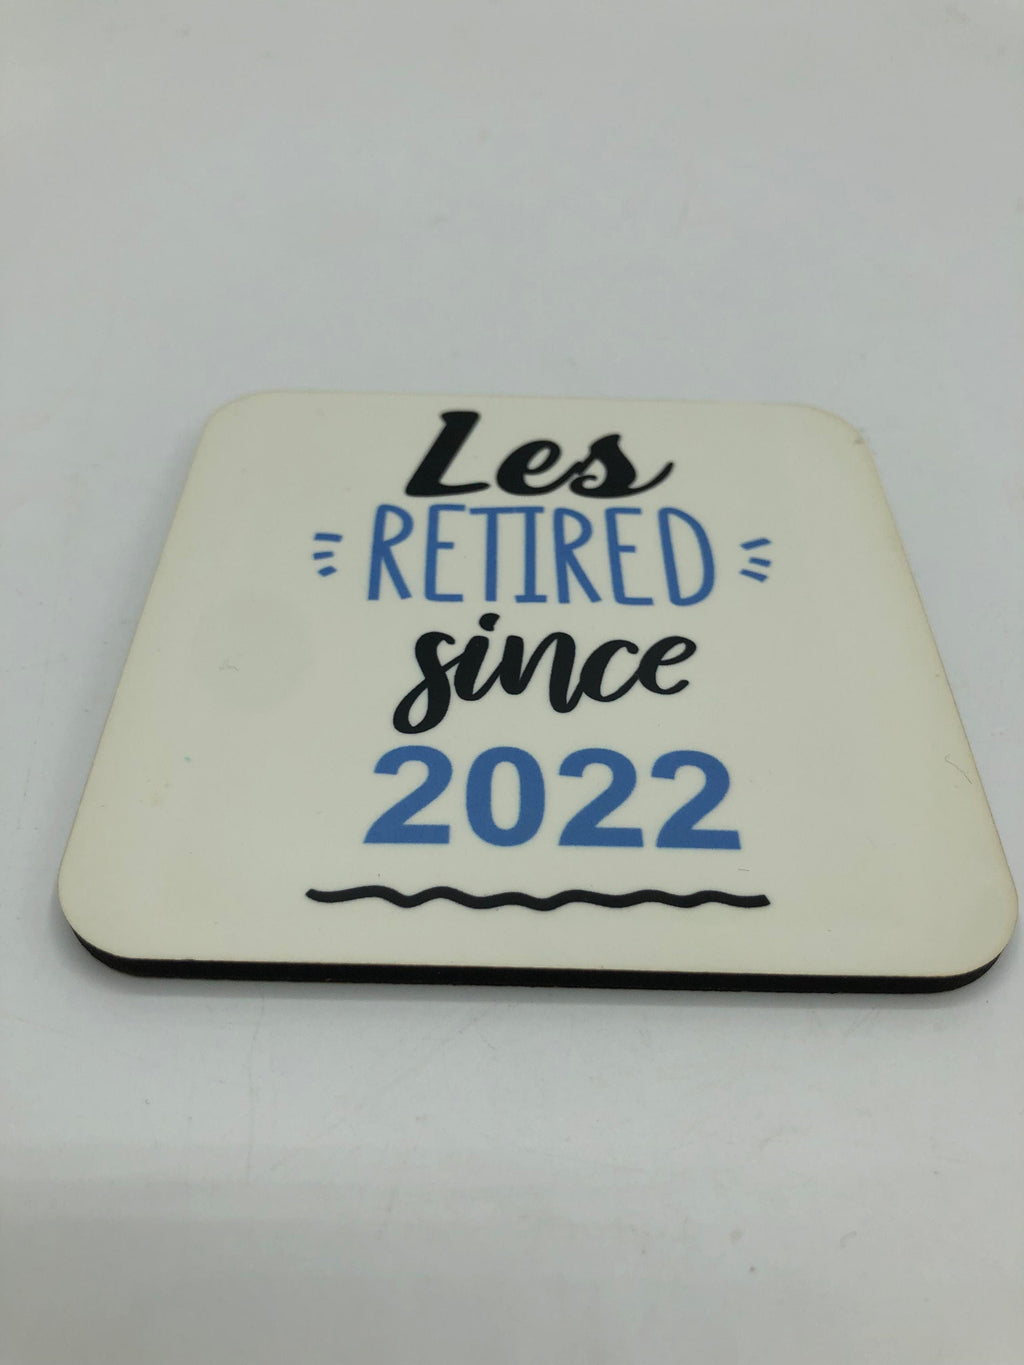 Les
RETIRED
since
2022